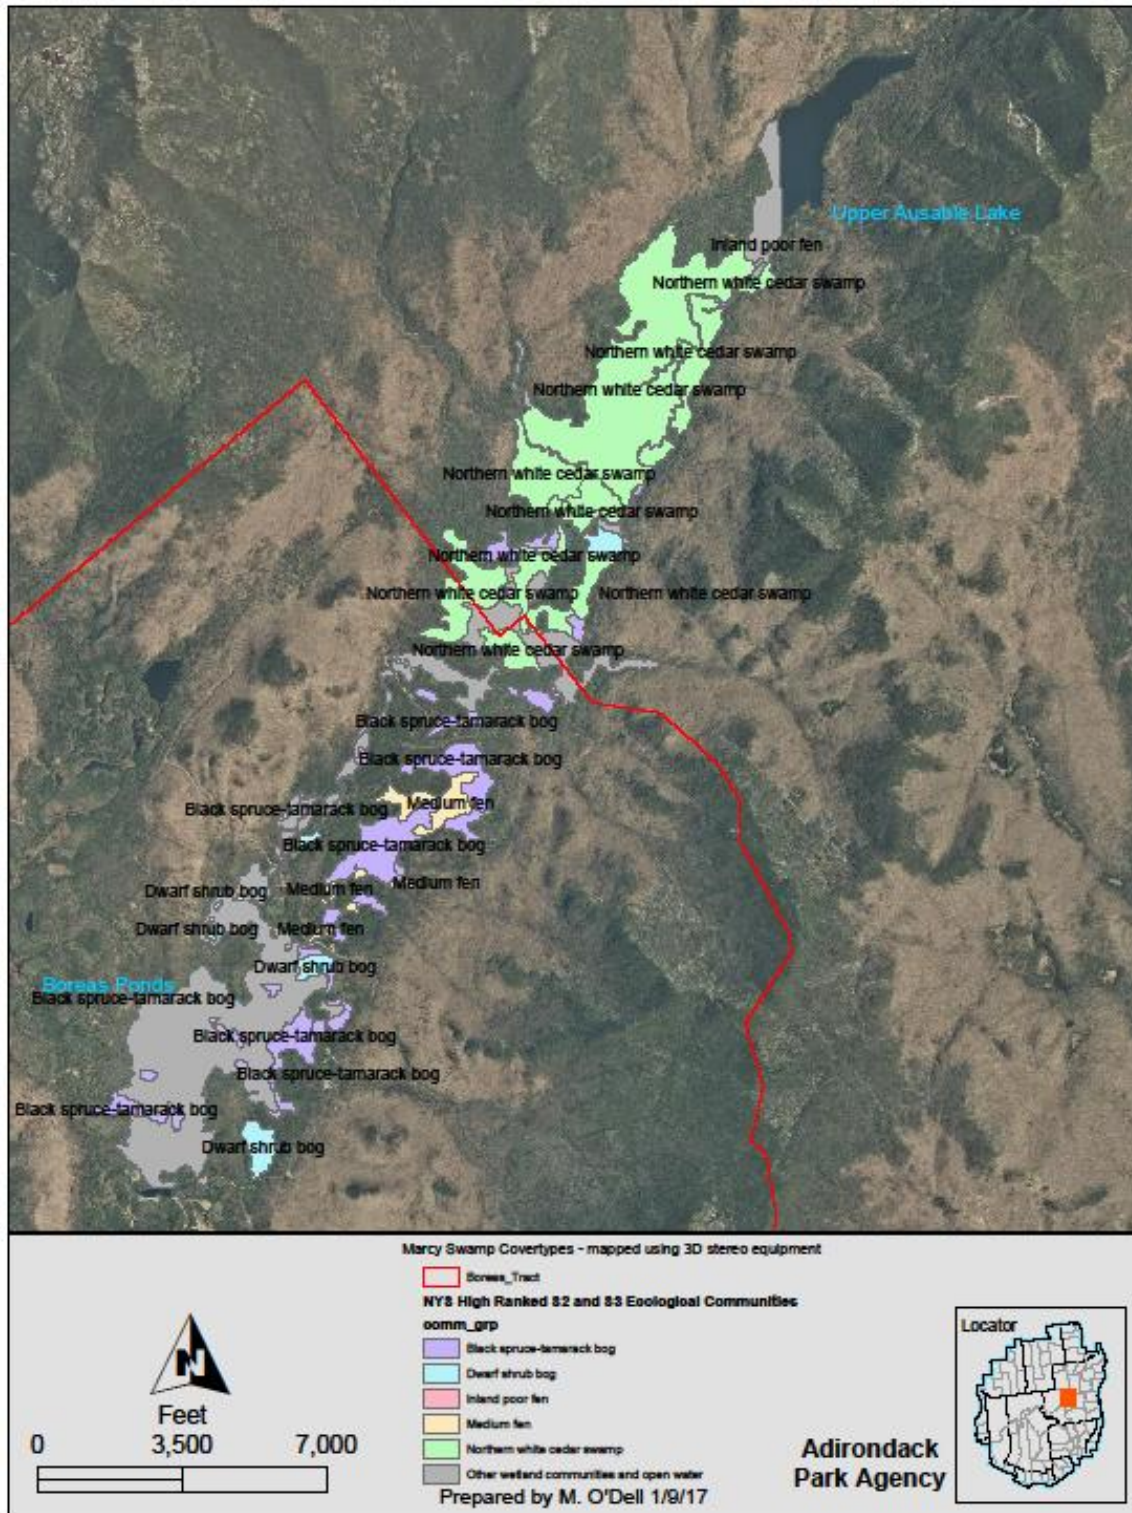 Upper Ausable Lake
Inland poor fen
Northern white cedar swamp
Northern white cedar swamp
Northern white cedar swamp
Northern white cedar swamp
Northern white cedar swamp
Northern white cedar swamp
Northern white cedar swamp
Northern white cedar swamp
Northern white cedar swamp
Black spruce-tamarack bog
Black spruce-tamarack bog
Medium fen
Black spruce-tamarack bog
Black spruce-tamarack bog
Medium fen
Medium fen
Dwarf shrub bog
Dwarf shrub bog
Medium fen
Dwarf shrub bog
Boreas Ponds
Black spruce-tamarack bog
Black spruce-tamarack bog
Black spruce-tamarack bog
Black spruce-tamarack bog
Dwarf shrub bog
Marcy Swamp Covertypes - mapped using 3D stereo equipment
Boreas_Tract
NYS High Ranked S2 and S3 Ecological Communities
comm_grp
Black spruce-tamarack bog
Dwarf shrub bog
Inland poor fen
Medium fen
Northern white cedar swamp
Other wetland communities and open water
Prepared by M. O'Dell 1/9/17
N
Feet
0 3,500 7,000
Locator
Adirondack
Park Agency